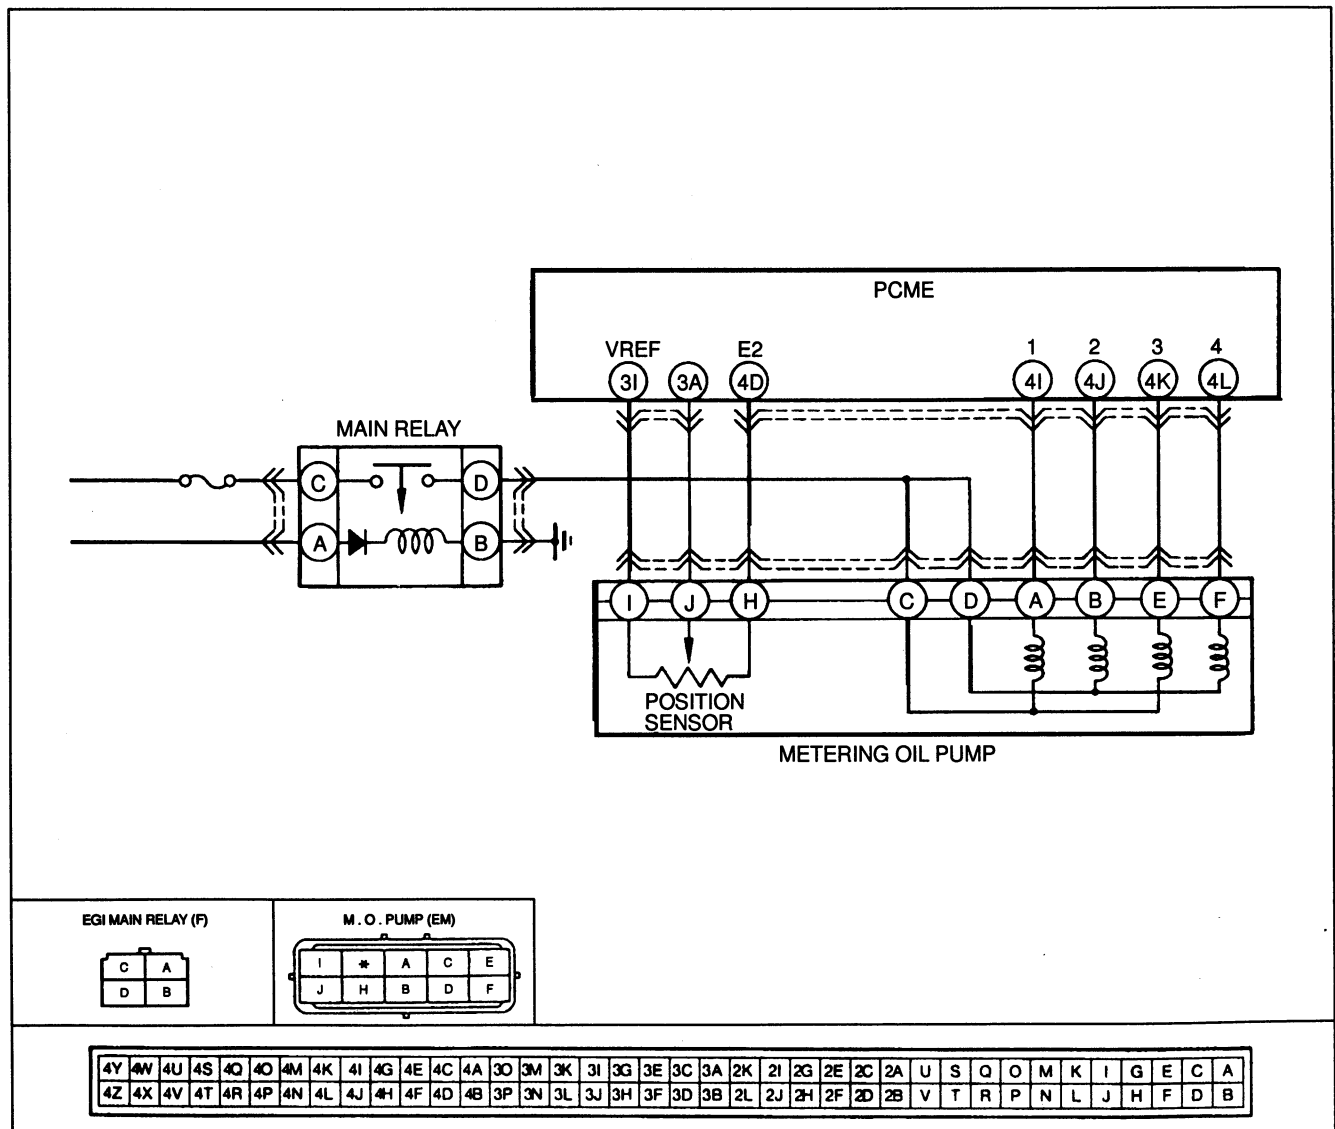 PCME
VREF E2 1 2 3 4
3I 3A 4D 4I 4J 4K 4L
MAIN RELAY
C D
A B
I J H C D A B E F
POSITION
SENSOR
METERING OIL PUMP
EGI MAIN RELAY (F)
C A
D B
M . O . PUMP (EM)
I * A C E
J H B D F
4Y 4W 4U 4S 4Q 4O 4M 4K 4I 4G 4E 4C 4A 3O 3M 3K 3I 3G 3E 3C 3A 2K 2I 2G 2E 2C 2A U S Q O M K I G E C A
4Z 4X 4V 4T 4R 4P 4N 4L 4J 4H 4F 4D 4B 3P 3N 3L 3J 3H 3F 3D 3B 2L 2J 2H 2F 2D 2B V T R P N L J H F D B